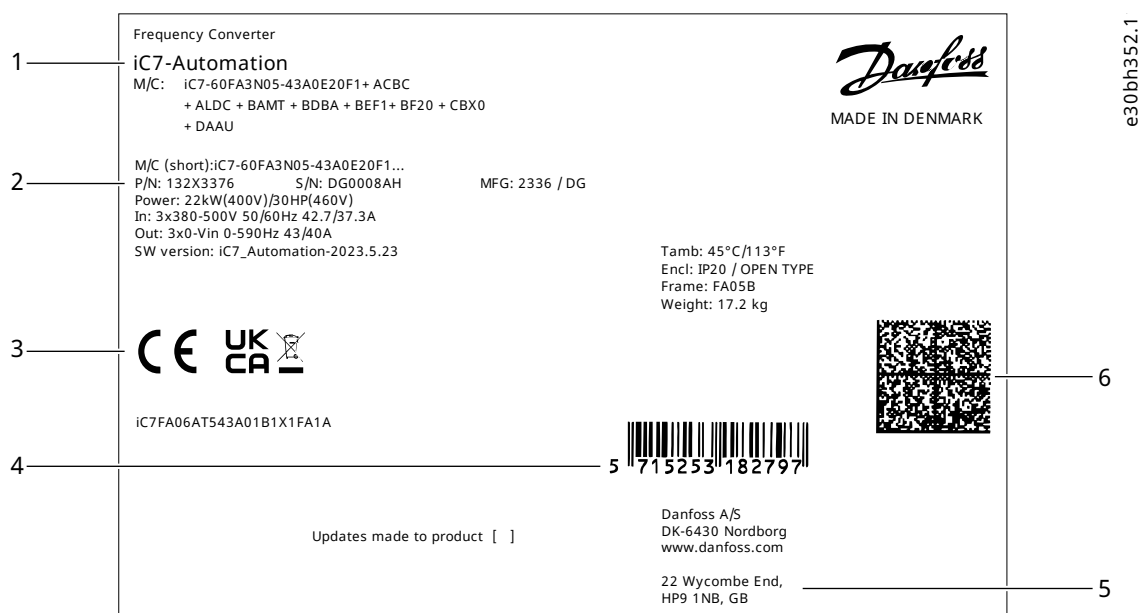 Frequency Converter
1
iC7-Automation
M/C: iC7-60FA3N05-43A0E20F1+ ACBC
+ ALDC + BAMT + BDBA + BEF1+ BF20 + CBX0
+ DAAU
Danfoss
MADE IN DENMARK
e30bh352.1
M/C (short):iC7-60FA3N05-43A0E20F1...
2
P/N: 132X3376 S/N: DG0008AH MFG: 2336 / DG
Power: 22kW(400V)/30HP(460V)
In: 3x380-500V 50/60Hz 42.7/37.3A
Out: 3x0-Vin 0-590Hz 43/40A
SW version: iC7_Automation-2023.5.23
Tamb: 45°C/113°F
Encl: IP20 / OPEN TYPE
Frame: FA05B
Weight: 17.2 kg
3
CE UK
CA
6
iC7FA06AT543A01B1X1FA1A
4
5 715253 182797
Updates made to product [ ]
Danfoss A/S
DK-6430 Nordborg
www.danfoss.com
22 Wycombe End,
HP9 1NB, GB
5